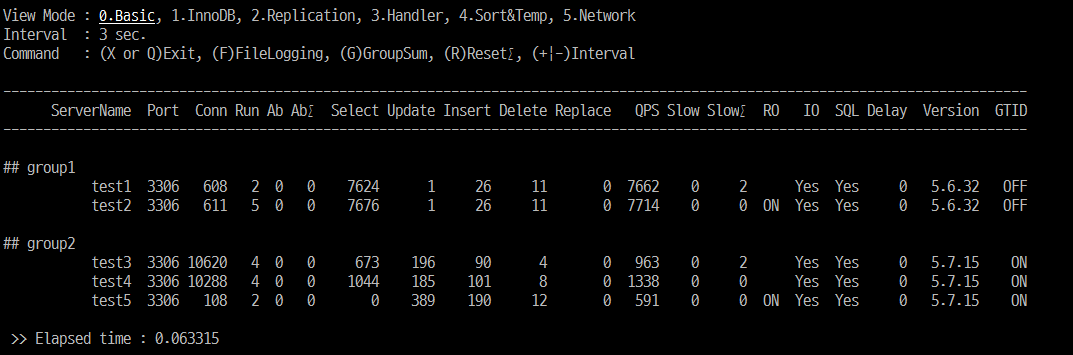 View Mode : 0.Basic, 1.InnoDB, 2.Replication, 3.Handler, 4.Sort&Temp, 5.Network
Interval  : 3 sec.
Command   : (X or Q)Exit, (F)FileLogging, (G)GroupSum, (R)Reset∑, (+|-)Interval
--------------------------------------------------------------------------------------------------------------------------------
      ServerName  Port  Conn Run Ab Ab∑  Select Update Insert Delete Replace   QPS Slow Slow∑  RO   IO  SQL Delay  Version  GTID
--------------------------------------------------------------------------------------------------------------------------------
## group1
           test1  3306   608   2  0   0    7624      1     26     11       0  7662    0     2       Yes  Yes     0   5.6.32   OFF
           test2  3306   611   5  0   0    7676      1     26     11       0  7714    0     0  ON  Yes  Yes     0   5.6.32   OFF
## group2
           test3  3306 10620   4  0   0     673    196     90      4       0   963    0     2       Yes  Yes     0   5.7.15    ON
           test4  3306 10288   4  0   0    1044    185    101      8       0  1338    0     0       Yes  Yes     0   5.7.15    ON
           test5  3306   108   2  0   0       0    389    190     12       0   591    0     0  ON  Yes  Yes     0   5.7.15    ON
 >> Elapsed time : 0.063315